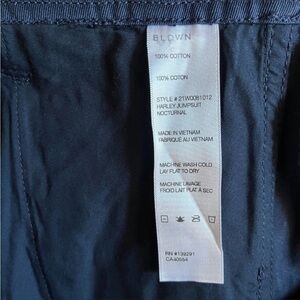 BLDWN
100% COTTON
100% COTON
STYLE # 21W0081012
HARLEY JUMPSUIT
NOCTURNAL
MADE IN VIETNAM
FABRIQUÉ AU VIETNAM
MACHINE WASH COLD
LAY FLAT TO DRY
MACHINE LAVAGE
FROID LAIT PLAT À SEC
RN #139291
CA40554